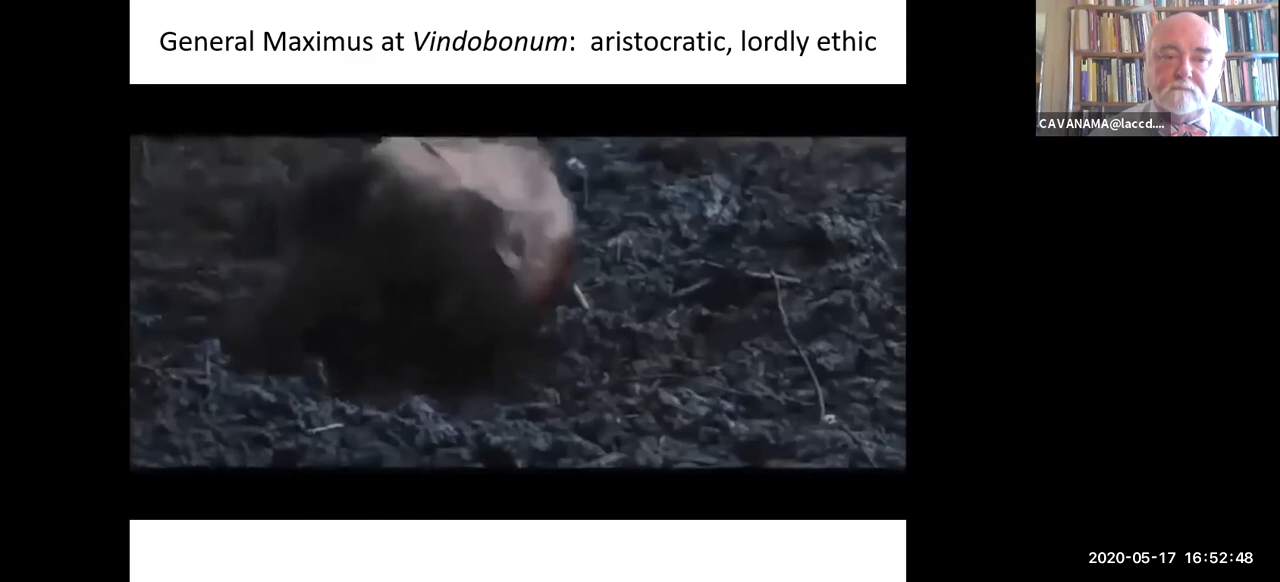 General Maximus at Vindobonum: aristocratic, lordly ethic
CAVANAMA@laccd....
2020-05-17 16:52:48